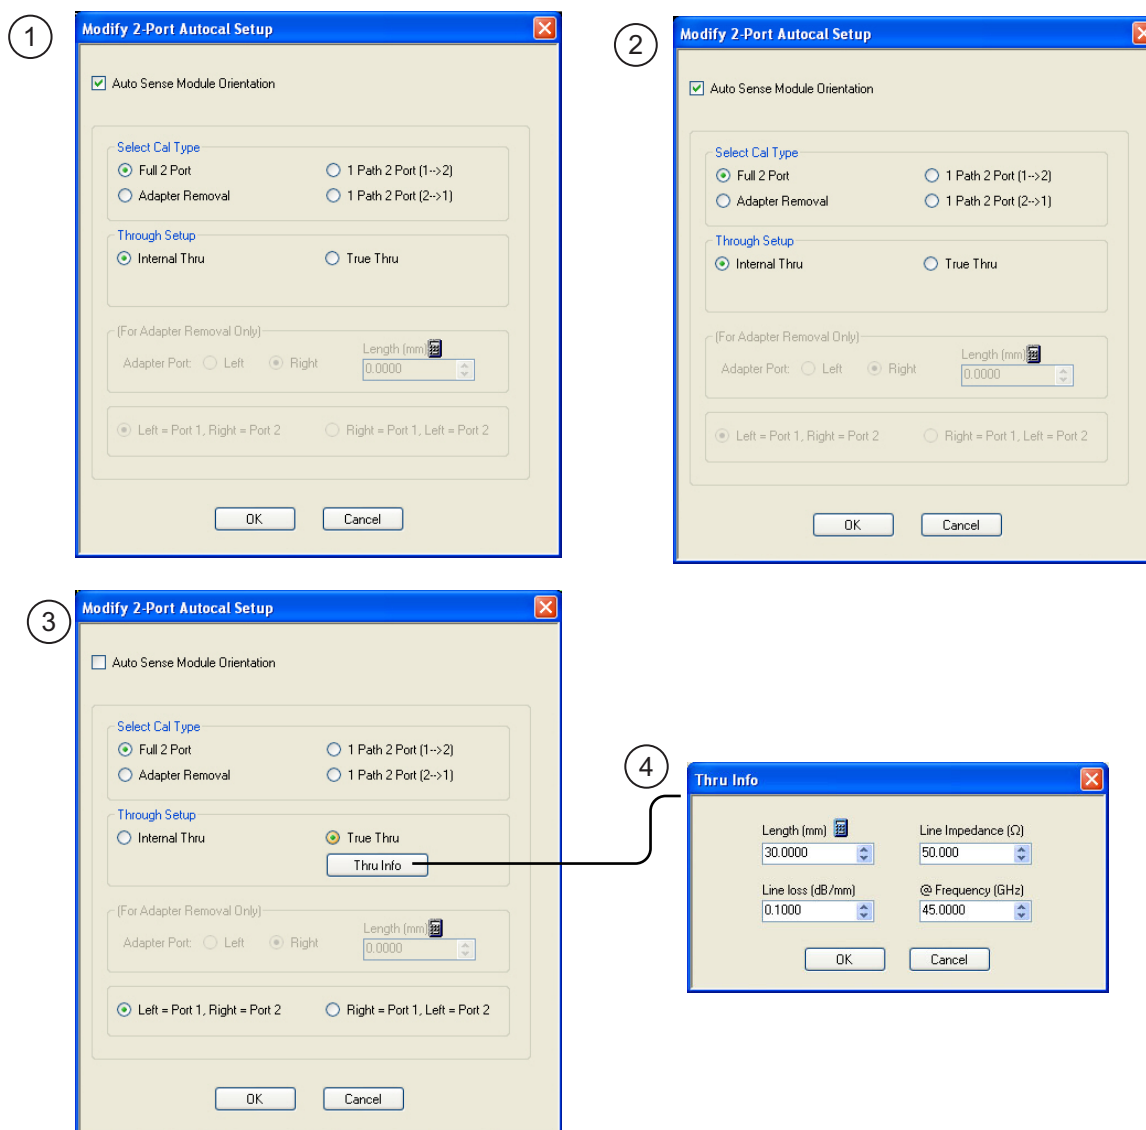 1
Modify 2-Port Autocal Setup
Auto Sense Module Orientation
Select Cal Type
Full 2 Port
1 Path 2 Port (1-->2)
Adapter Removal
1 Path 2 Port (2-->1)
Through Setup
Internal Thru
True Thru
(For Adapter Removal Only)
Adapter Port:
Left
Right
Length (mm)
0.0000
Left = Port 1, Right = Port 2
Right = Port 1, Left = Port 2
OK
Cancel
2
Modify 2-Port Autocal Setup
Auto Sense Module Orientation
Select Cal Type
Full 2 Port
1 Path 2 Port (1-->2)
Adapter Removal
1 Path 2 Port (2-->1)
Through Setup
Internal Thru
True Thru
(For Adapter Removal Only)
Adapter Port:
Left
Right
Length (mm)
0.0000
Left = Port 1, Right = Port 2
Right = Port 1, Left = Port 2
OK
Cancel
3
Modify 2-Port Autocal Setup
Auto Sense Module Orientation
Select Cal Type
Full 2 Port
1 Path 2 Port (1-->2)
Adapter Removal
1 Path 2 Port (2-->1)
Through Setup
Internal Thru
True Thru
Thru Info
(For Adapter Removal Only)
Adapter Port:
Left
Right
Length (mm)
0.0000
Left = Port 1, Right = Port 2
Right = Port 1, Left = Port 2
OK
Cancel
4
Thru Info
Length (mm)
Line Impedance (Ω)
30.0000
50.000
Line loss (dB/mm)
@ Frequency (GHz)
0.1000
45.0000
OK
Cancel